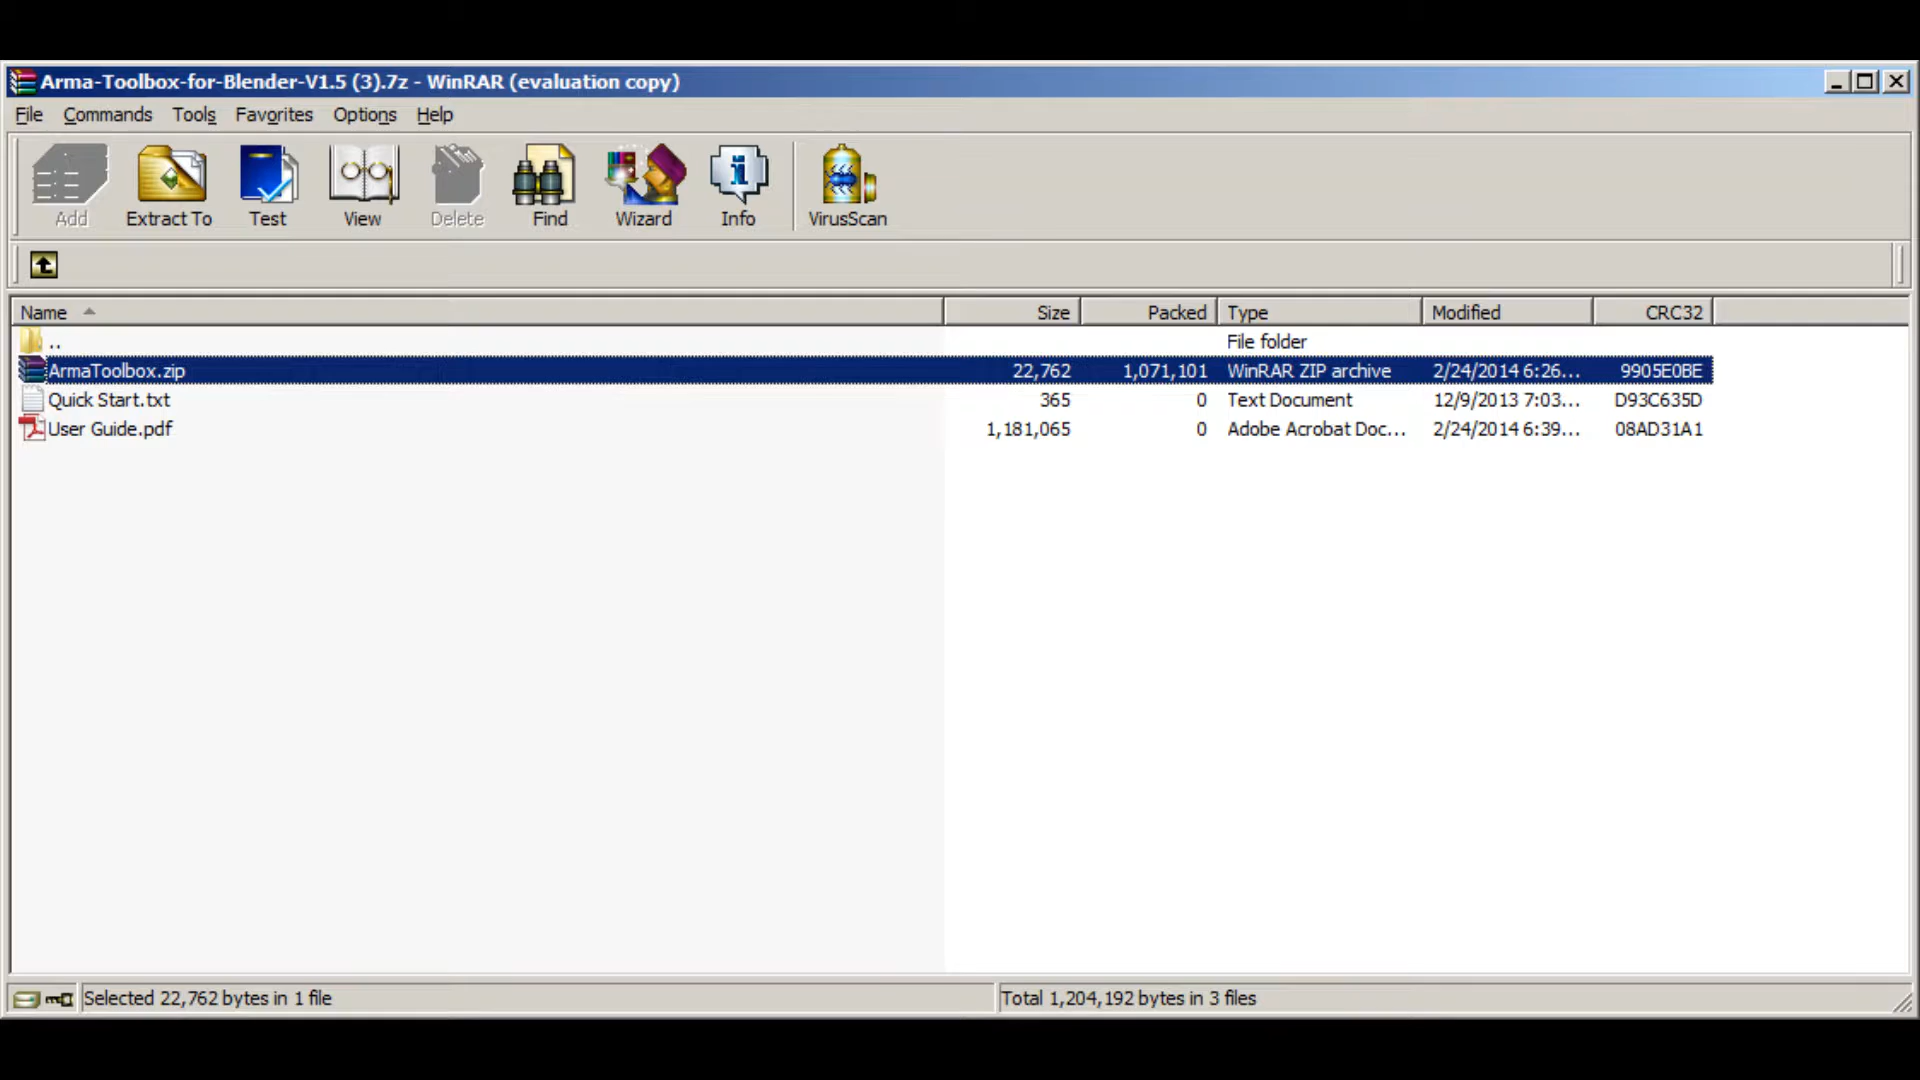 Arma-Toolbox-for-Blender-V1.5 (3).7z - WinRAR (evaluation copy)
File Commands Tools Favorites Options Help
Add Extract To Test View Delete Find Wizard Info VirusScan
Name Size Packed Type Modified CRC32
.. File folder
ArmaToolbox.zip 22,762 1,071,101 WinRAR ZIP archive 2/24/2014 6:26... 9905E0BE
Quick Start.txt 365 0 Text Document 12/9/2013 7:03... D93C635D
User Guide.pdf 1,181,065 0 Adobe Acrobat Doc... 2/24/2014 6:39... 08AD31A1
Selected 22,762 bytes in 1 file Total 1,204,192 bytes in 3 files